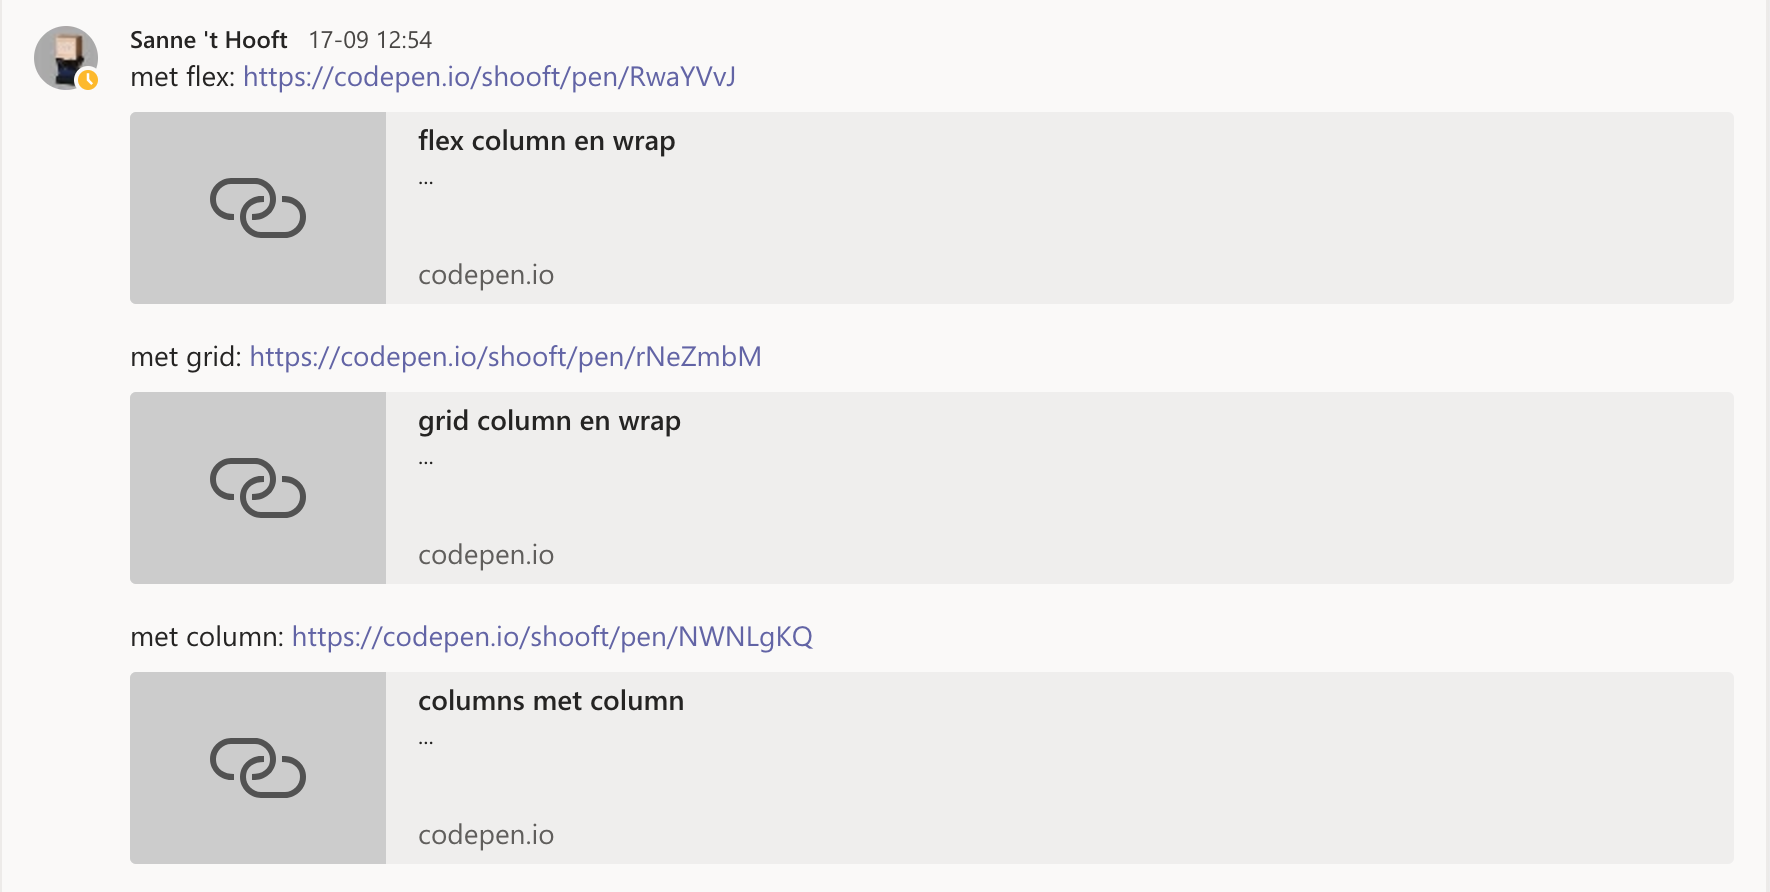 Sanne 't Hooft 17-09 12:54
met flex: https://codepen.io/shooft/pen/RwaYVvJ
flex column en wrap
...
codepen.io
met grid: https://codepen.io/shooft/pen/rNeZmbM
grid column en wrap
...
codepen.io
met column: https://codepen.io/shooft/pen/NWNLgKQ
columns met column
...
codepen.io